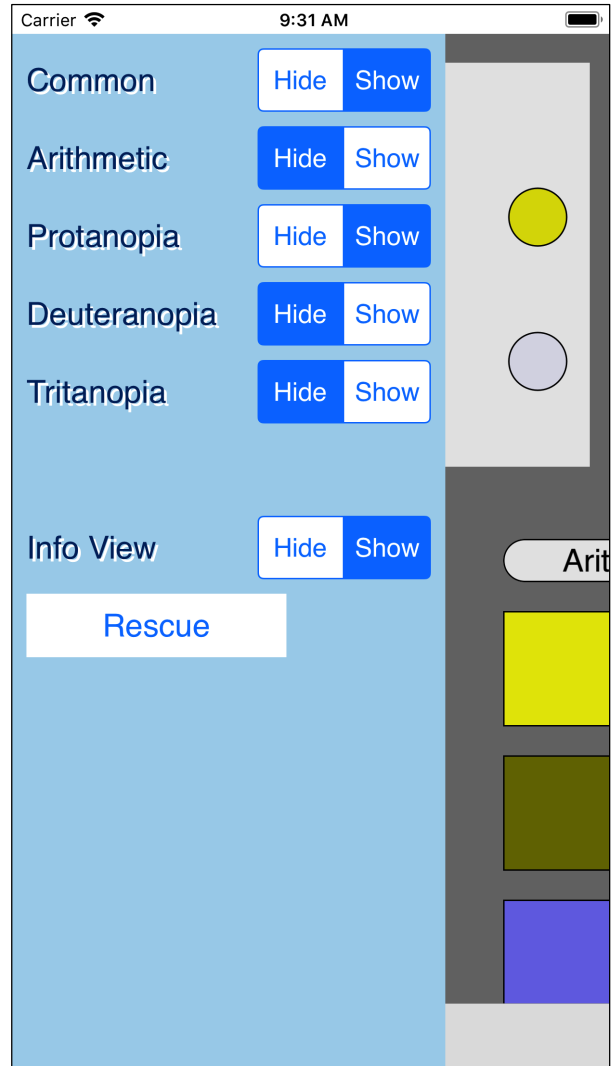 Carrier 9:31 AM
Common Hide Show
Arithmetic Hide Show
Protanopia Hide Show
Deuteranopia Hide Show
Tritanopia Hide Show
Info View Hide Show
Arit
Rescue